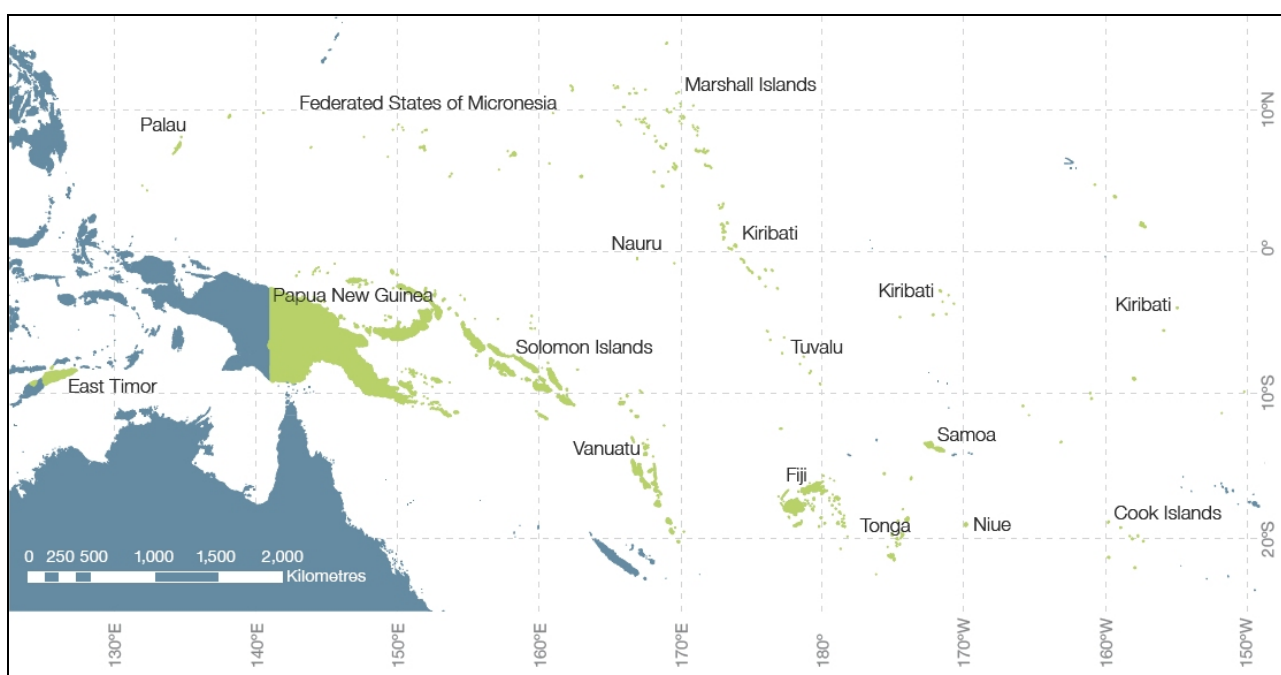 Marshall Islands
Federated States of Micronesia
Palau
10°N
Kiribati
Nauru
0°
Kiribati
Kiribati
Papua New Guinea
Solomon Islands
Tuvalu
East Timor
10°S
Samoa
Vanuatu
Fiji
Cook Islands
Tonga
Niue
20°S
0 250 500 1,000 1,500 2,000
Kilometres
130°E
140°E
150°E
160°E
170°E
180°
170°W
160°W
150°W